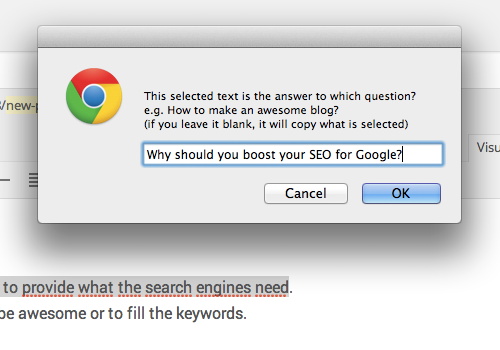 This selected text is the answer to which question?
e.g. How to make an awesome blog?
(if you leave it blank, it will copy what is selected)
/new-p
Why should you boost your SEO for Google?
Visu
Cancel
OK
to provide what the search engines need.
be awesome or to fill the keywords.